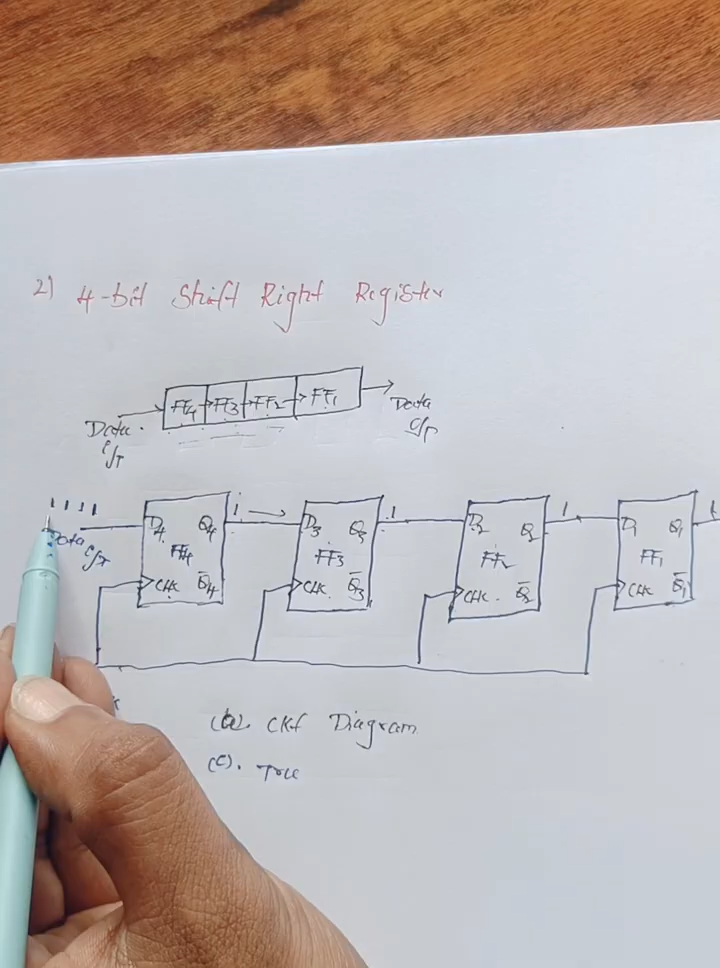 2) 4-bit Shift Right Register
FF4 FF3 FF2 FF1
Data
Data
1 1 1 1
1 1 1 1
D4 Q4 D3 Q3 D2 Q2 D1 Q1
Data
FF4 FF3 FF2 FF1
CLK Q̅4 CLK Q̅3 CLK Q̅2 CLK Q̅1
(b). CKt Diagram
(c). True